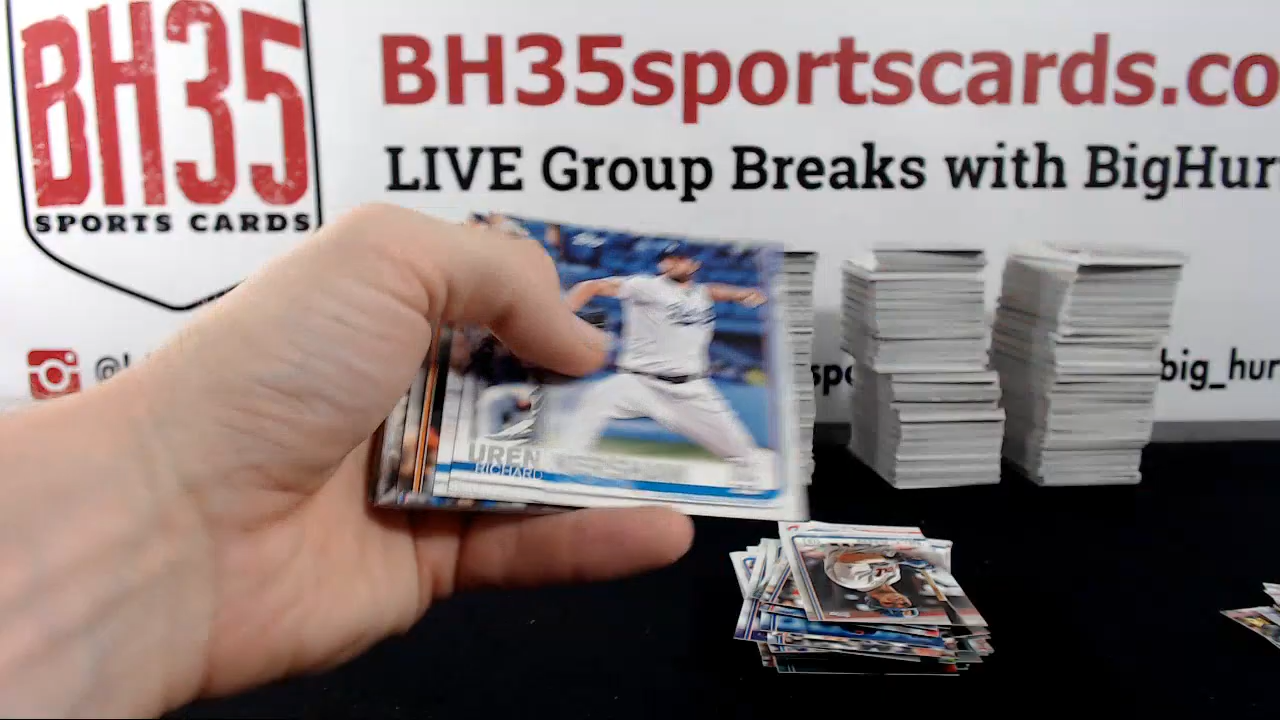 BH35
SPORTS CARDS
BH35sportscards.co
LIVE Group Breaks with BigHur
@
big_hur
UREN
RICHARD